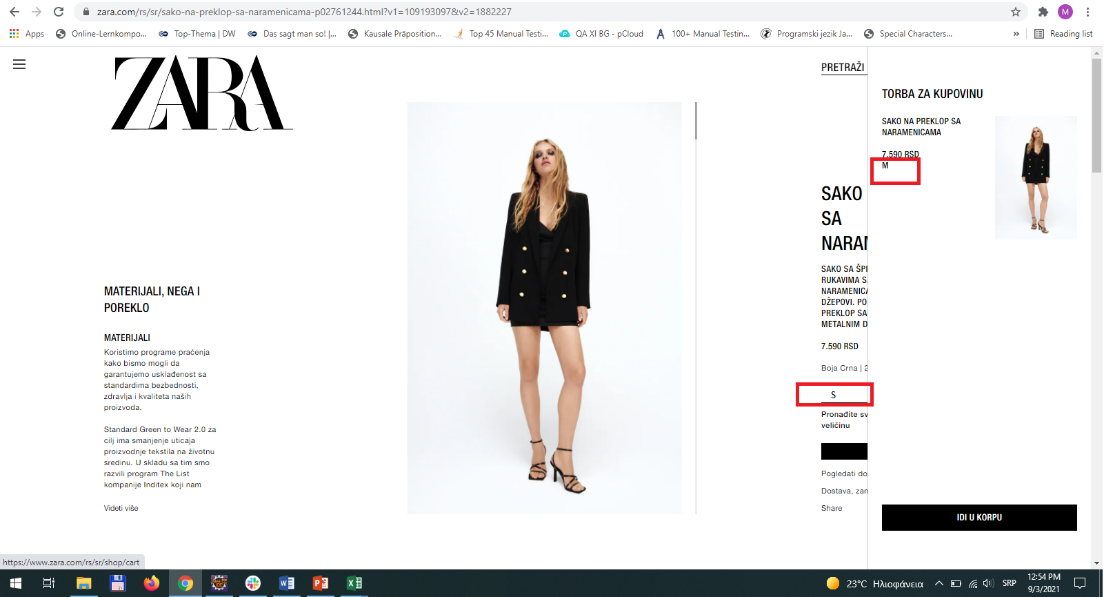 zara.com/rs/sr/sako-na-preklop-sa-naramenicama-p02761244.html?v1=109193097&v2=1882227
M
Apps
Online-Lernkompo...
Top-Thema | DW
Das sagt man so! |...
Kausale Präposition...
Top 45 Manual Testi...
QA XI BG - pCloud
100+ Manual Testin...
Programski jezik Ja...
Special Characters...
»
Reading list
ZARA
PRETRAŽI
TORBA ZA KUPOVINU
SAKO NA PREKLOP SA
NARAMENICAMA
7.590 RSD
M
SAKO
SA
NARAM
SAKO SA ŠPI
RUKAVIMA S
NARAMENICA
DŽEPOVI. PO
PREKLOP SA
METALNIM D
7.590 RSD
Boja Crna | 2
S
Pronađite sv
veličinu
Pogledati do
Dostava, zam
Share
MATERIJALI, NEGA I
POREKLO
MATERIJALI
Koristimo programe praćenja
kako bismo mogli da
garantujemo usklađenost sa
standardima bezbednosti,
zdravlja i kvaliteta naših
proizvoda.
Standard Green to Wear 2.0 za
cilj ima smanjenje uticaja
proizvodnje tekstila na životnu
sredinu. U skladu sa tim smo
razvili program The List
kompanije Inditex koji nam
Videti više
IDI U KORPU
https://www.zara.com/rs/sr/shop/cart
23°C Ηλιοφάνεια
SRP
12:54 PM
9/3/2021